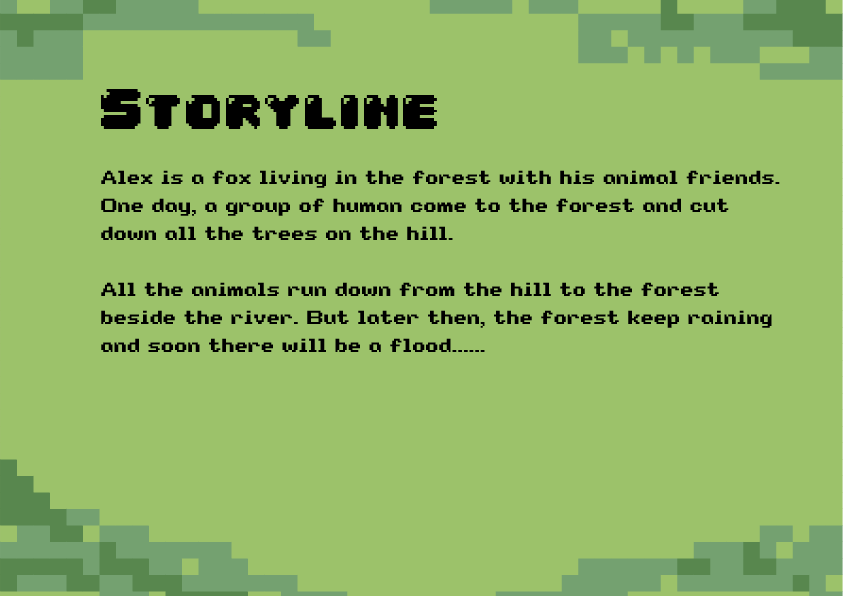 Storyline
Alex is a fox living in the forest with his animal friends.
One day, a group of human come to the forest and cut
down all the trees on the hill.
All the animals run down from the hill to the forest
beside the river. But later then, the forest keep raining
and soon there will be a flood......